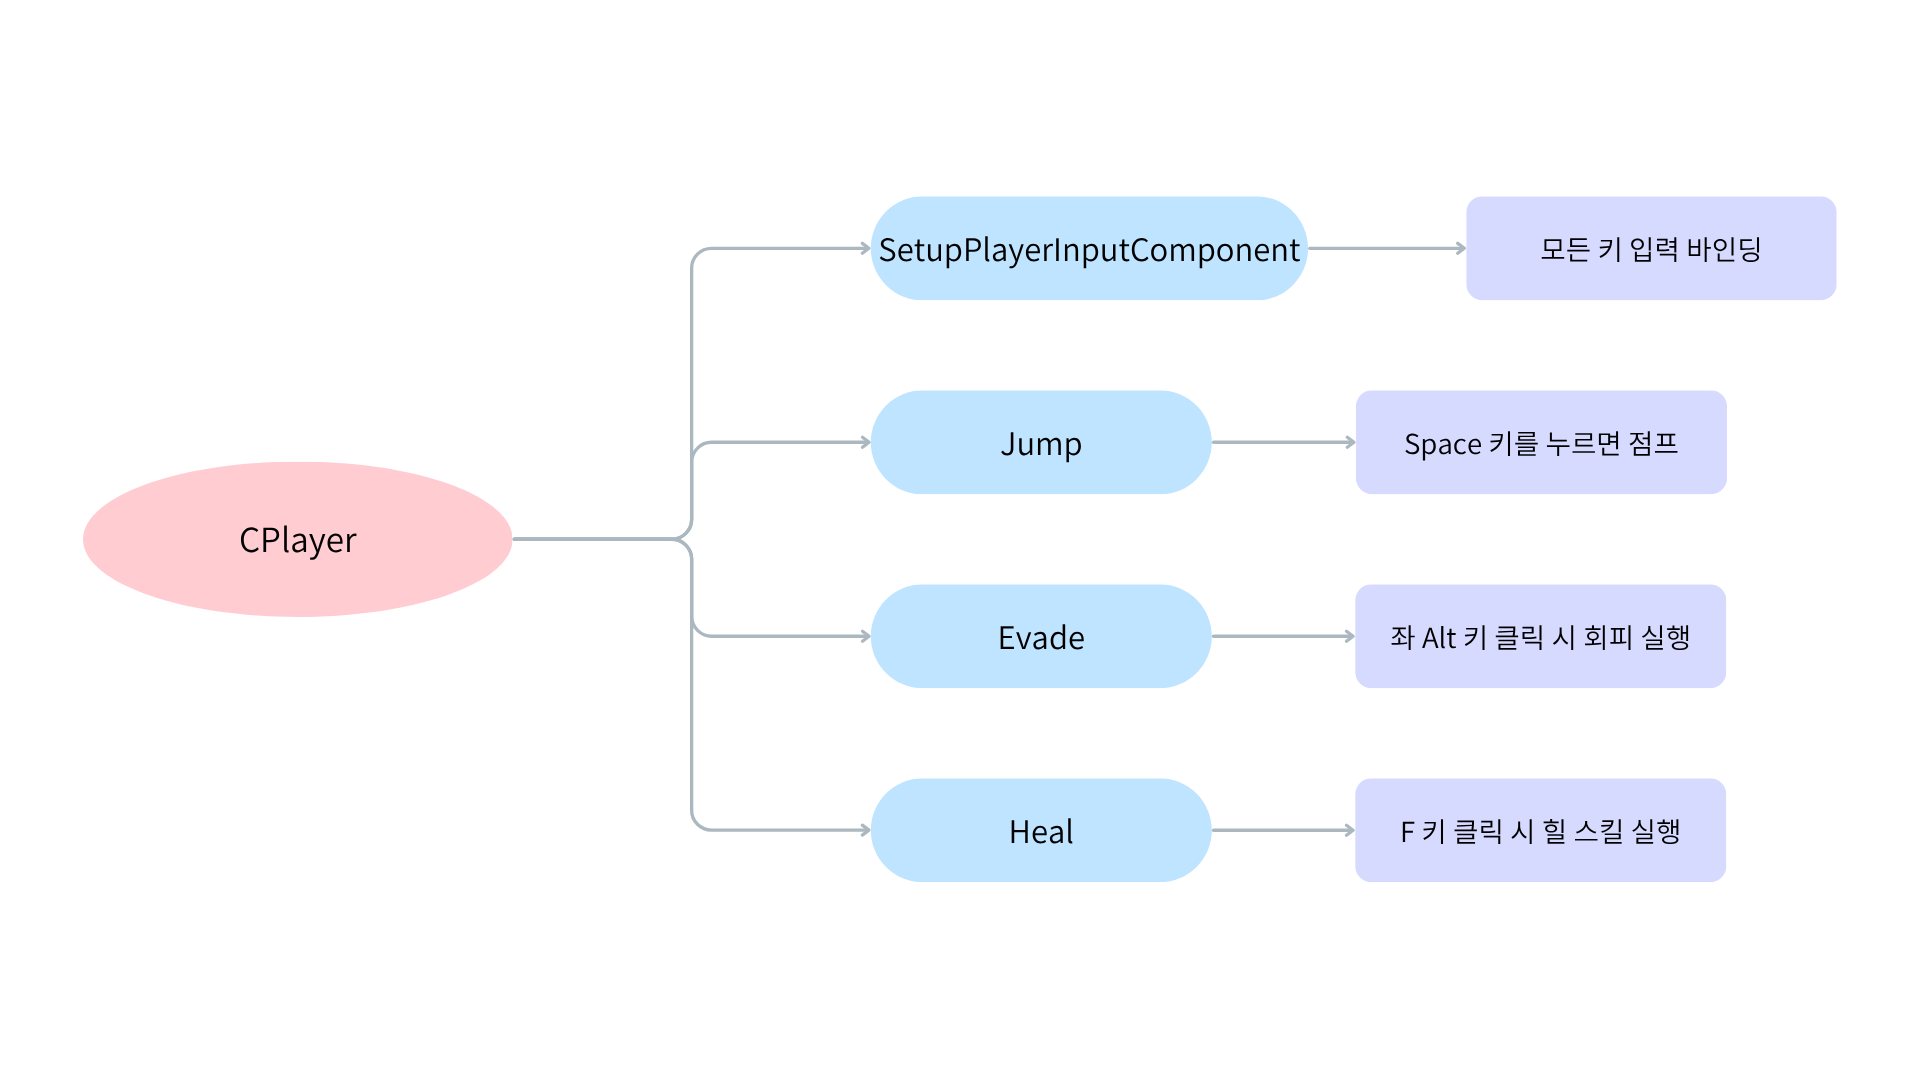 CPlayer
SetupPlayerInputComponent
모든 키 입력 바인딩
Jump
Space 키를 누르면 점프
Evade
좌 Alt 키 클릭 시 회피 실행
Heal
F 키 클릭 시 힐 스킬 실행